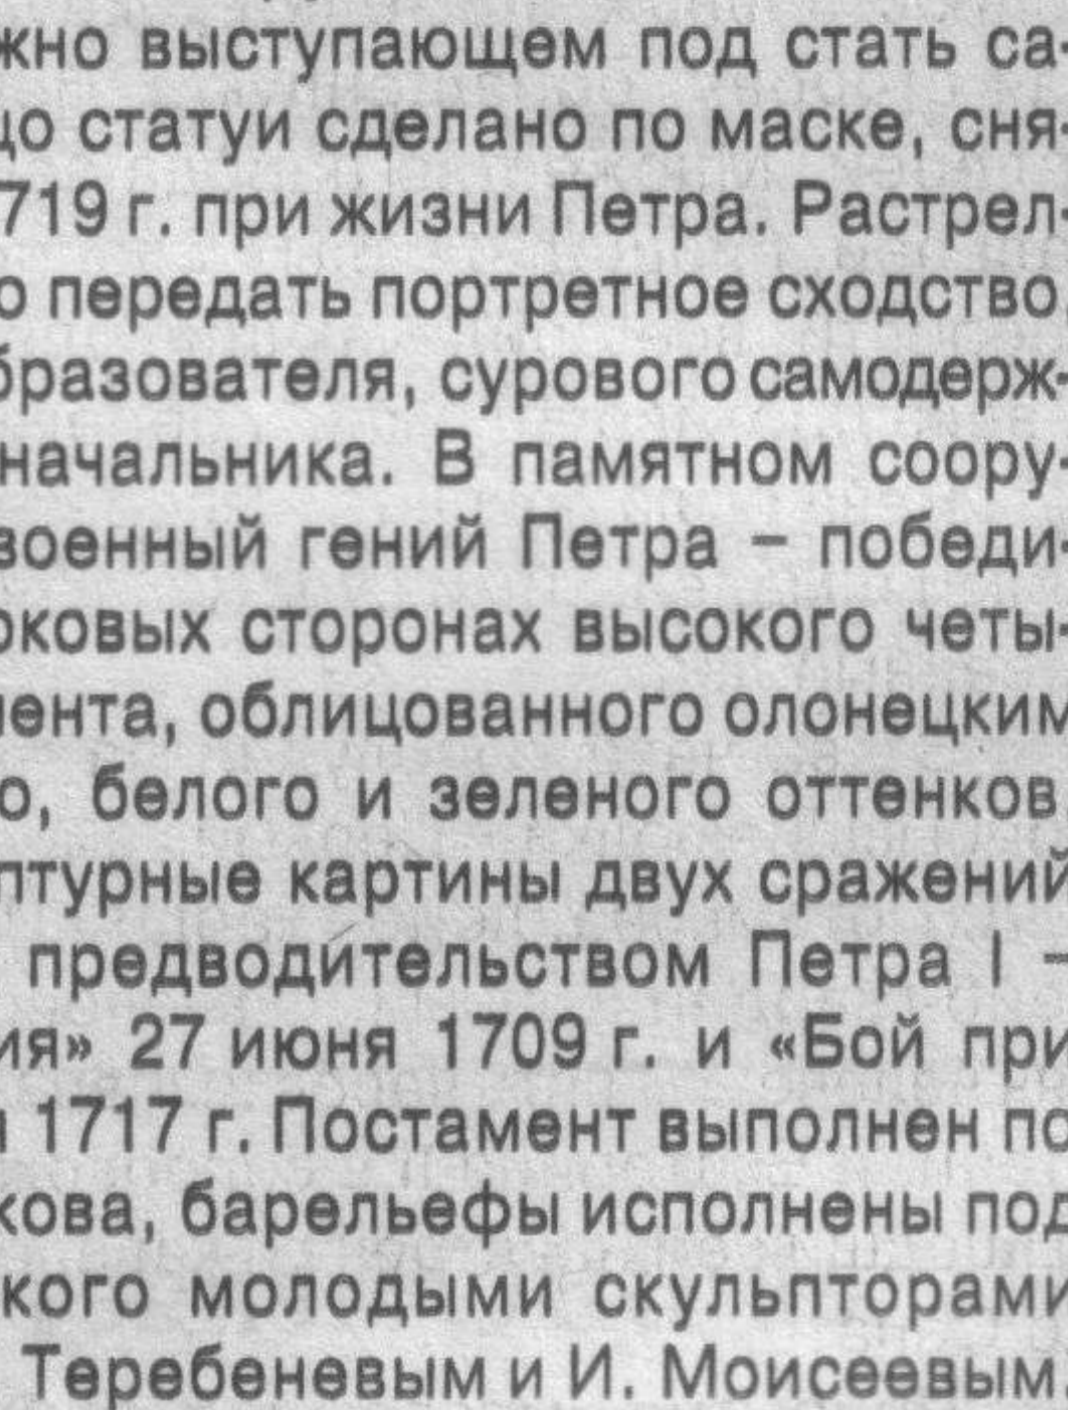 жно выступающем под стать са-
цо статуи сделано по маске, сня-
719 г. при жизни Петра. Растрел-
о передать портретное сходство,
бразователя, сурового самодерж-
начальника. В памятном соору-
военный гений Петра – победи-
оковых сторонах высокого четы-
мента, облицованного олонецким
о, белого и зеленого оттенков
птурные картины двух сражений
предводительством Петра I –
ия» 27 июня 1709 г. и «Бой при
1717 г. Постамент выполнен по
кова, барельефы исполнены под
кого молодыми скульпторами
Теребеневым и И. Моисеевым.